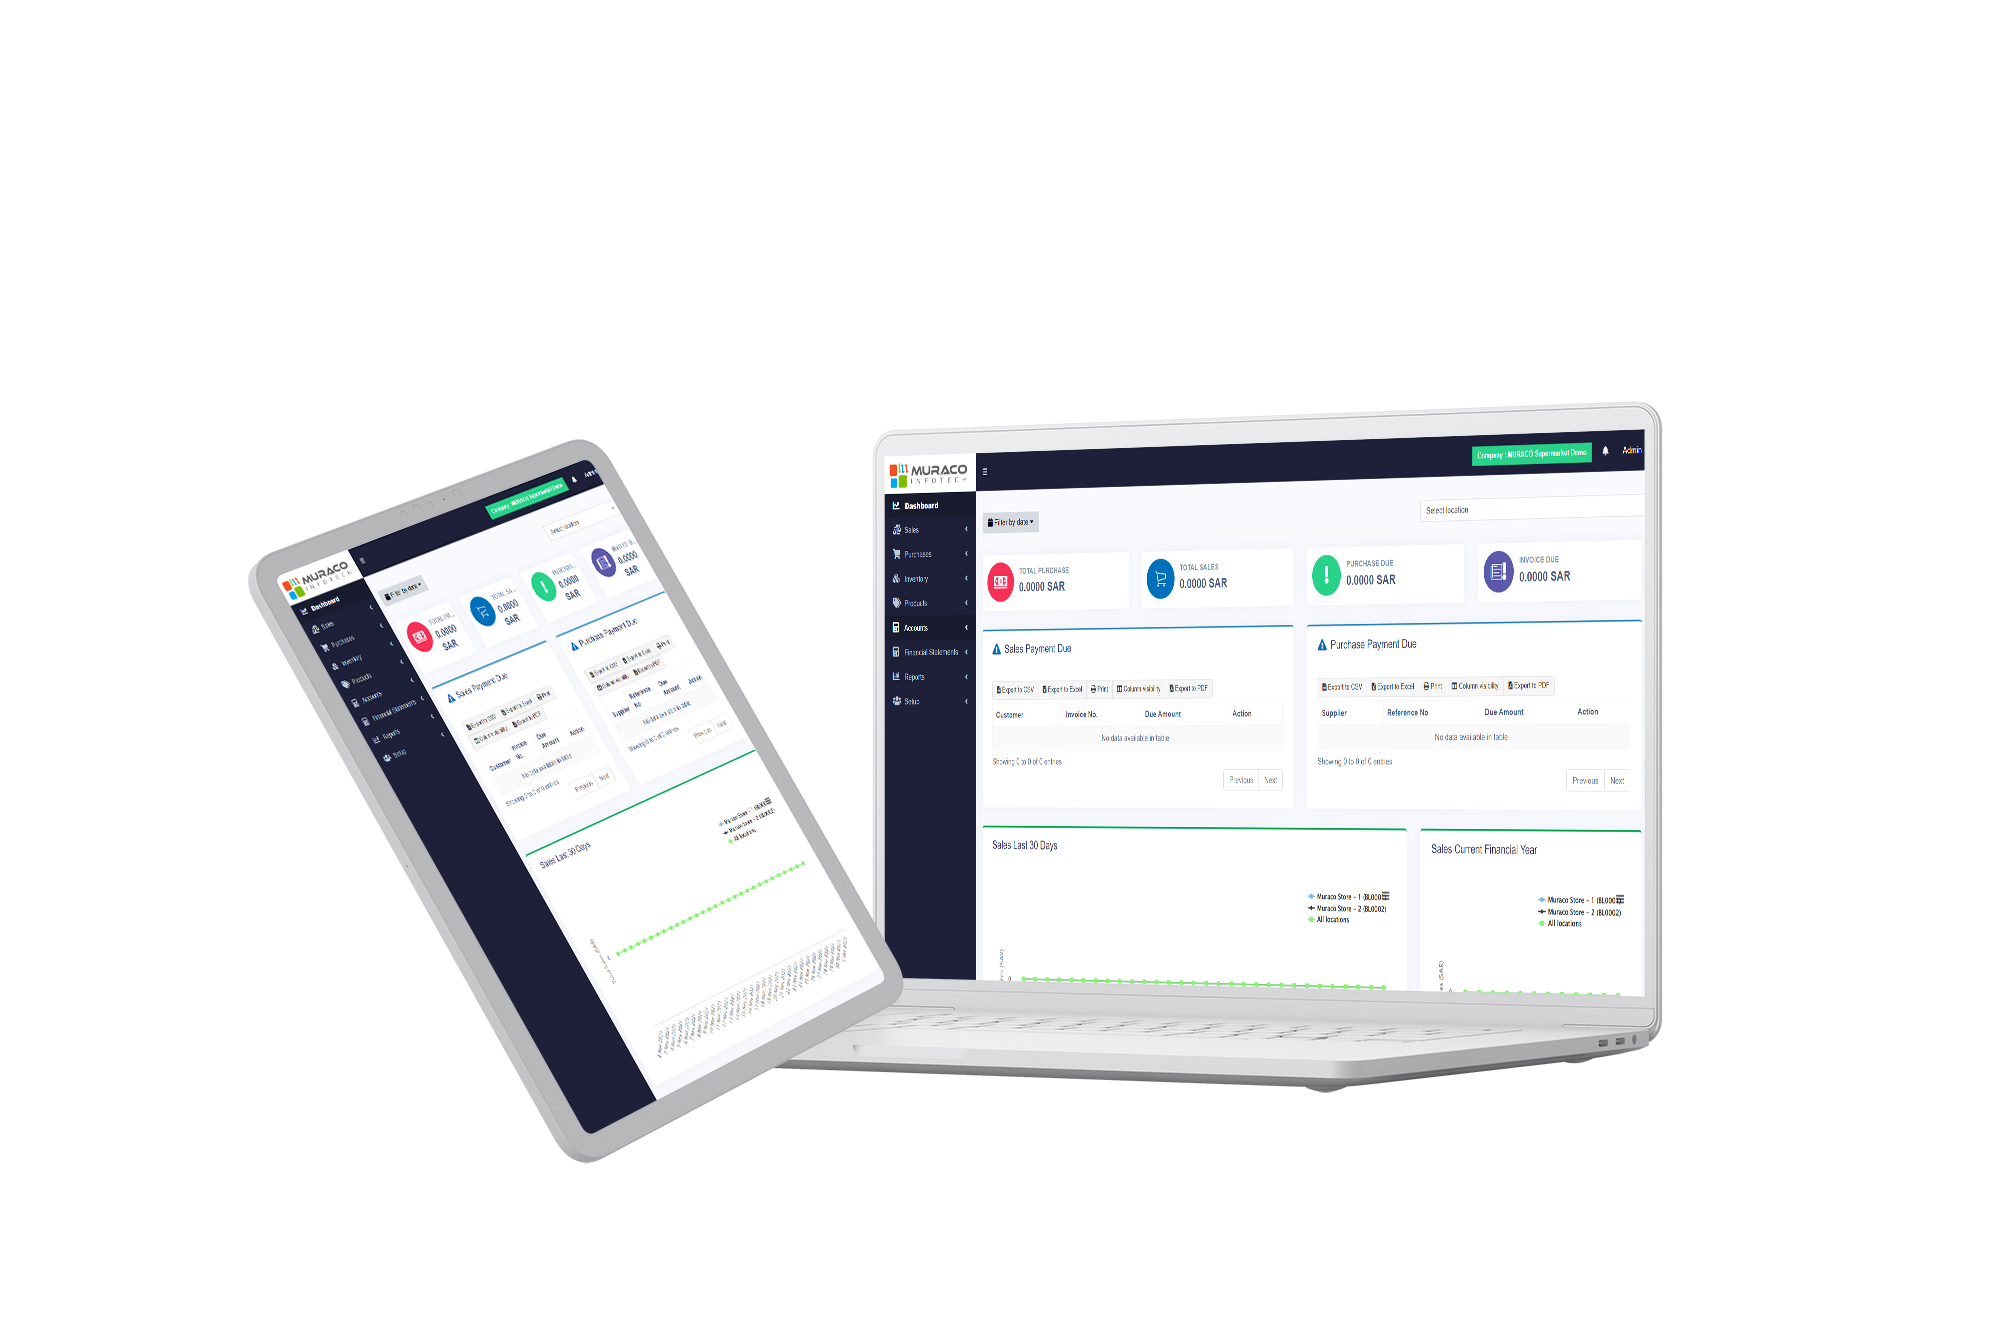 MURACO
INFOTECH
Company : MURACO Supermarket Demo
Admin
Dashboard
Sales
Purchases
Inventory
Products
Accounts
Financial Statements
Reports
Setup
Filter by date
Select location
TOTAL PU...
0.0000
SAR
TOTAL SA...
0.0000
SAR
PURCHAS...
0.0000
SAR
INVOICE D...
0.0000
SAR
Sales Payment Due
Export to CSV Export to Excel Print
Column visibility Export to PDF
Customer Invoice No. Due Amount Action
No data available in table
Showing 0 to 0 of 0 entries
Previous Next
Purchase Payment Due
Export to CSV Export to Excel Print
Column visibility Export to PDF
Supplier Reference No Due Amount Action
No data available in table
Showing 0 to 0 of 0 entries
Previous Next
Sales Last 30 Days
Muraco Store – 1 (BL000
Muraco Store – 2 (BL0002)
All locations
MURACO
INFOTECH
Company : MURACO Supermarket Demo
Admin
Dashboard
Sales
Purchases
Inventory
Products
Accounts
Financial Statements
Reports
Setup
Filter by date
Select location
TOTAL PURCHASE
0.0000 SAR
TOTAL SALES
0.0000 SAR
PURCHASE DUE
0.0000 SAR
INVOICE DUE
0.0000 SAR
Sales Payment Due
Export to CSV Export to Excel Print Column visibility Export to PDF
Customer Invoice No. Due Amount Action
No data available in table
Showing 0 to 0 of 0 entries
Previous Next
Purchase Payment Due
Export to CSV Export to Excel Print Column visibility Export to PDF
Supplier Reference No Due Amount Action
No data available in table
Showing 0 to 0 of 0 entries
Previous Next
Sales Last 30 Days
Muraco Store – 1 (BL000
Muraco Store – 2 (BL0002)
All locations
0
Sales Current Financial Year
Muraco Store – 1 (BL000
Muraco Store – 2 (BL0002)
All locations